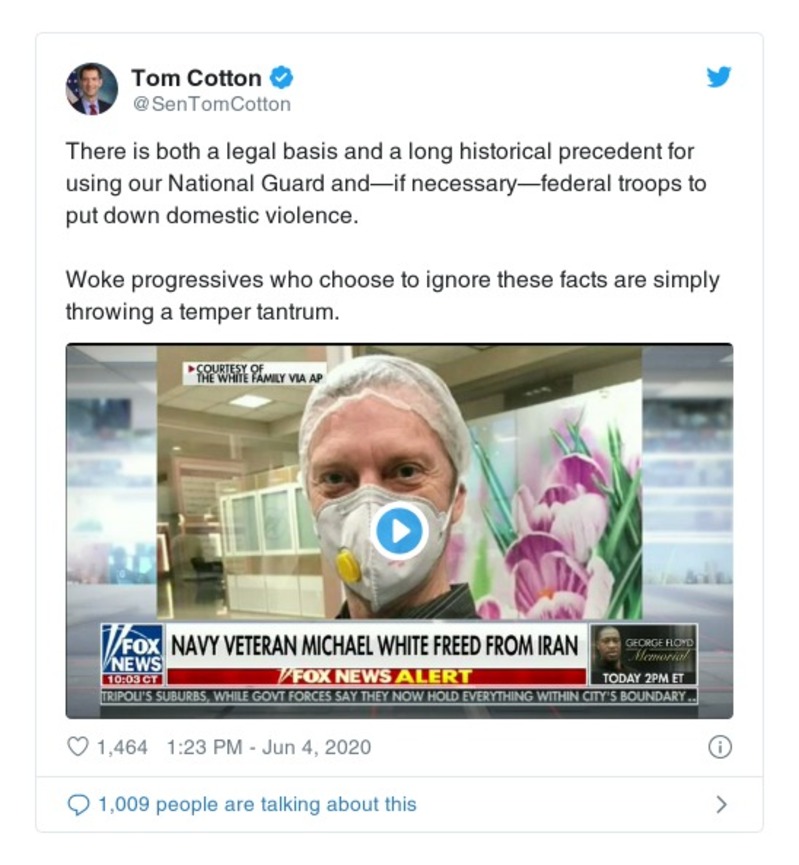 Tom Cotton
@SenTomCotton
There is both a legal basis and a long historical precedent for
using our National Guard and—if necessary—federal troops to
put down domestic violence.
Woke progressives who choose to ignore these facts are simply
throwing a temper tantrum.
COURTESY OF
THE WHITE FAMILY VIA AP
FOX
NEWS
10:03 CT
NAVY VETERAN MICHAEL WHITE FREED FROM IRAN
FOX NEWS ALERT
GEORGE FLOYD
Memorial
TODAY 2PM ET
TRIPOLI'S SUBURBS, WHILE GOVT FORCES SAY THEY NOW HOLD EVERYTHING WITHIN CITY'S BOUNDARY...
1,464 1:23 PM - Jun 4, 2020
1,009 people are talking about this